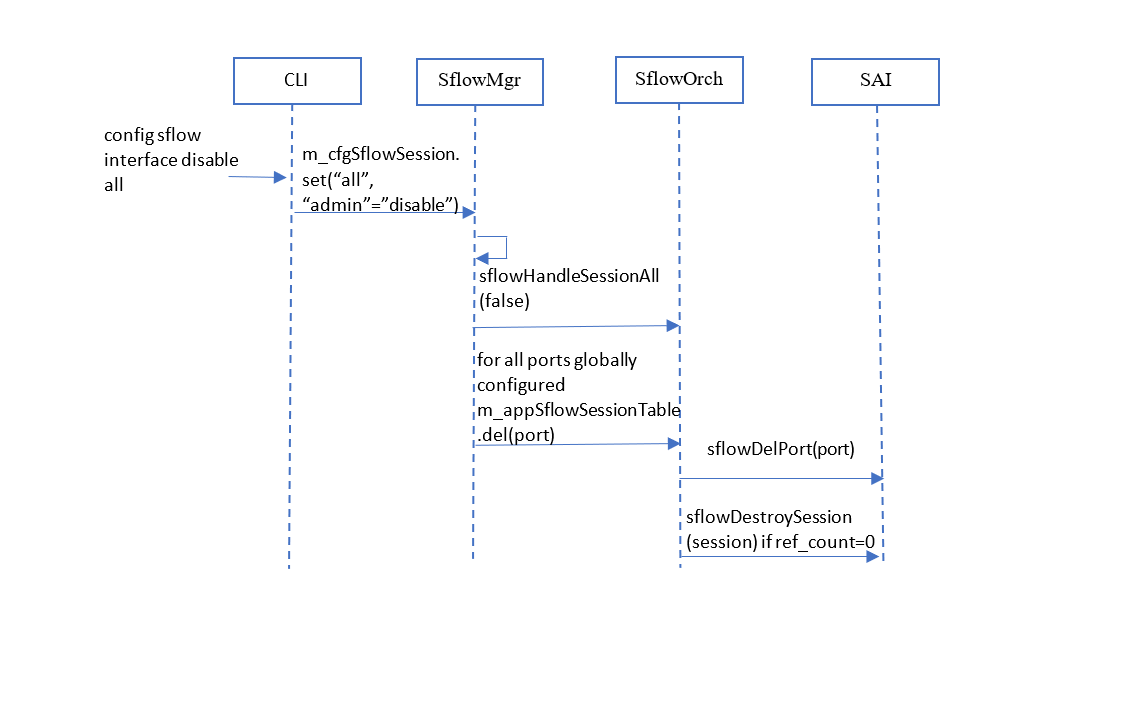 CLI
SflowMgr
SflowOrch
SAI
config sflow
interface disable
all
m_cfgSflowSession.
set(“all”,
“admin”=”disable”)
sflowHandleSessionAll
(false)
for all ports globally
configured
m_appSflowSessionTable
.del(port)
sflowDelPort(port)
sflowDestroySession
(session) if ref_count=0